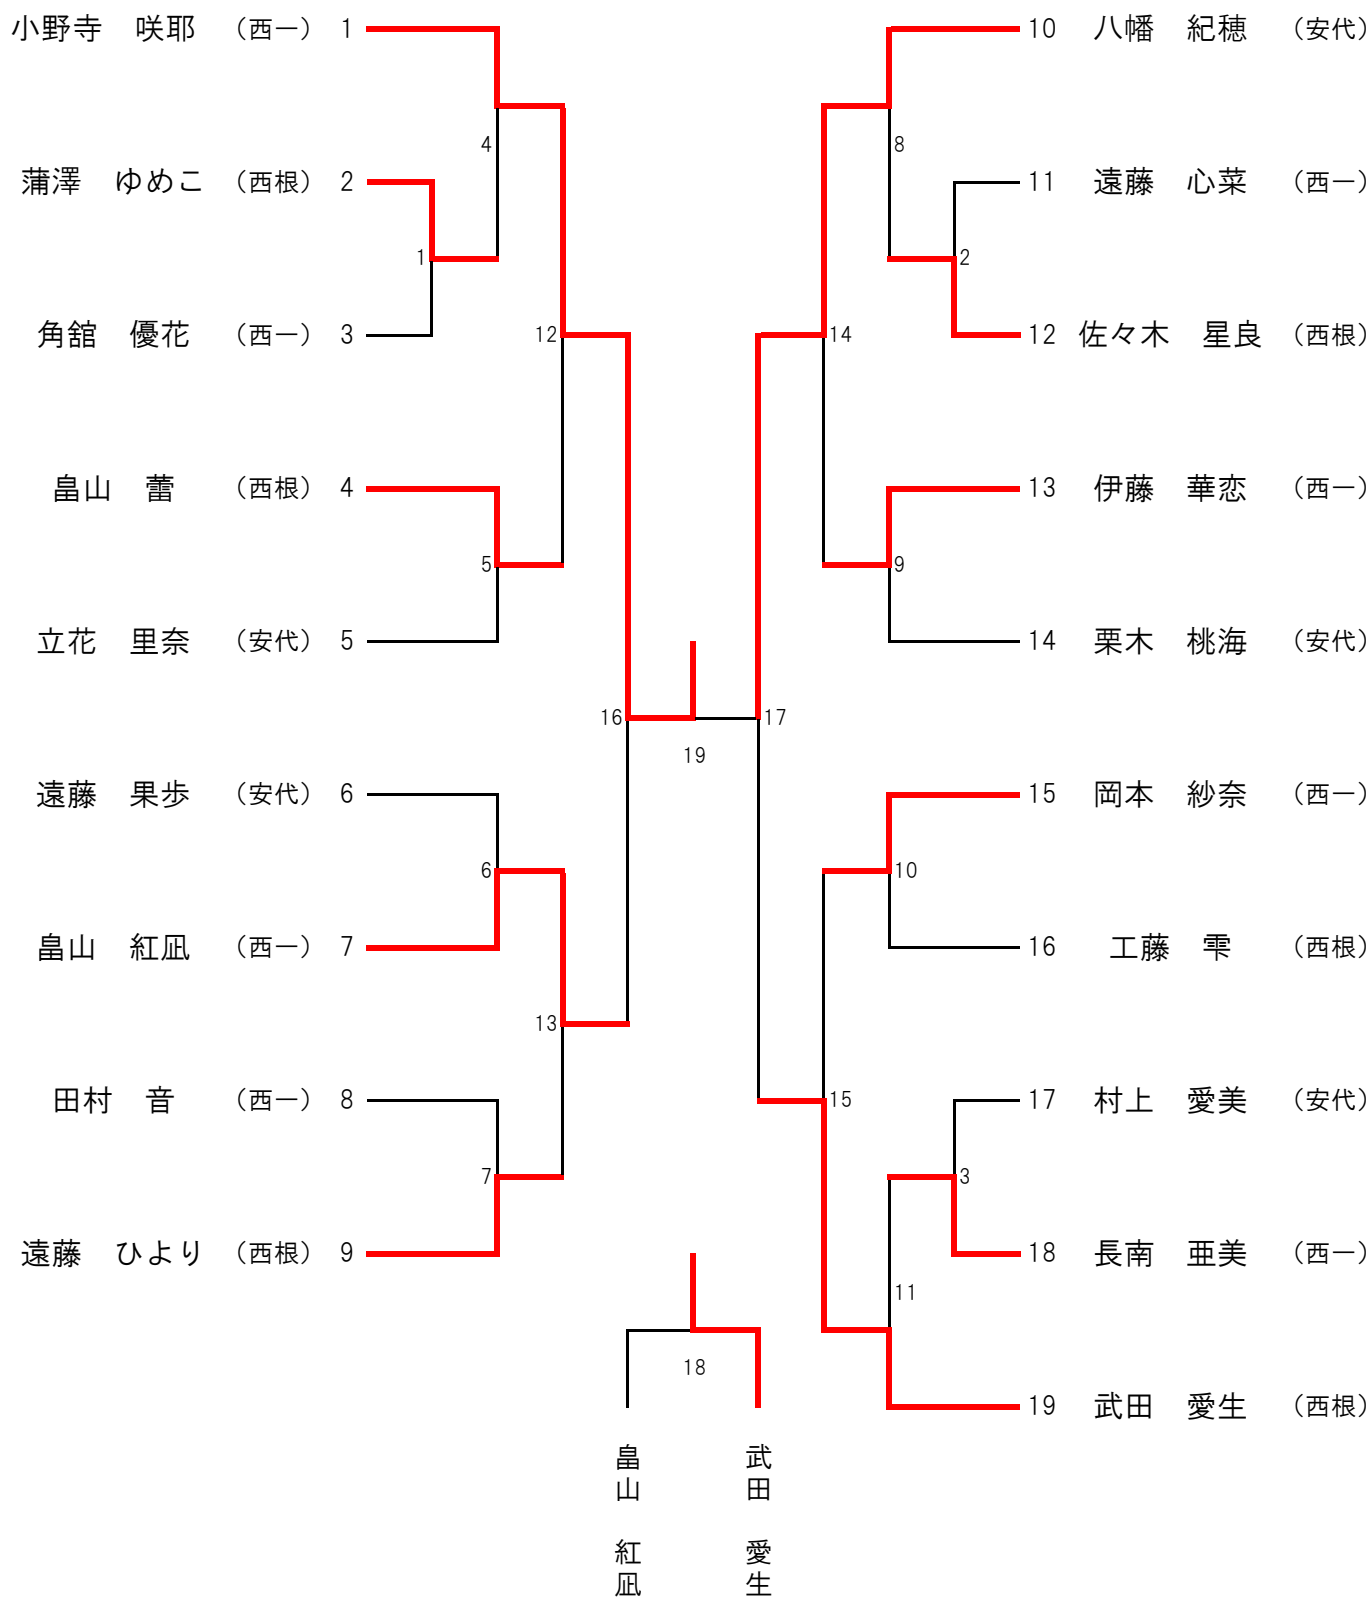 小野寺　咲耶　（西一）　1
蒲澤　ゆめこ　（西根）　2
角舘　優花　（西一）　3
畠山　蕾　（西根）　4
立花　里奈　（安代）　5
遠藤　果歩　（安代）　6
畠山　紅凪　（西一）　7
田村　音　（西一）　8
遠藤　ひより　（西根）　9
4
1
12
5
16
6
13
7
19
18
畠山　紅凪
武田　愛生
8
2
14
9
17
10
15
3
11
10　八幡　紀穂　（安代）
11　遠藤　心菜　（西一）
12　佐々木　星良　（西根）
13　伊藤　華恋　（西一）
14　栗木　桃海　（安代）
15　岡本　紗奈　（西一）
16　工藤　雫　（西根）
17　村上　愛美　（安代）
18　長南　亜美　（西一）
19　武田　愛生　（西根）